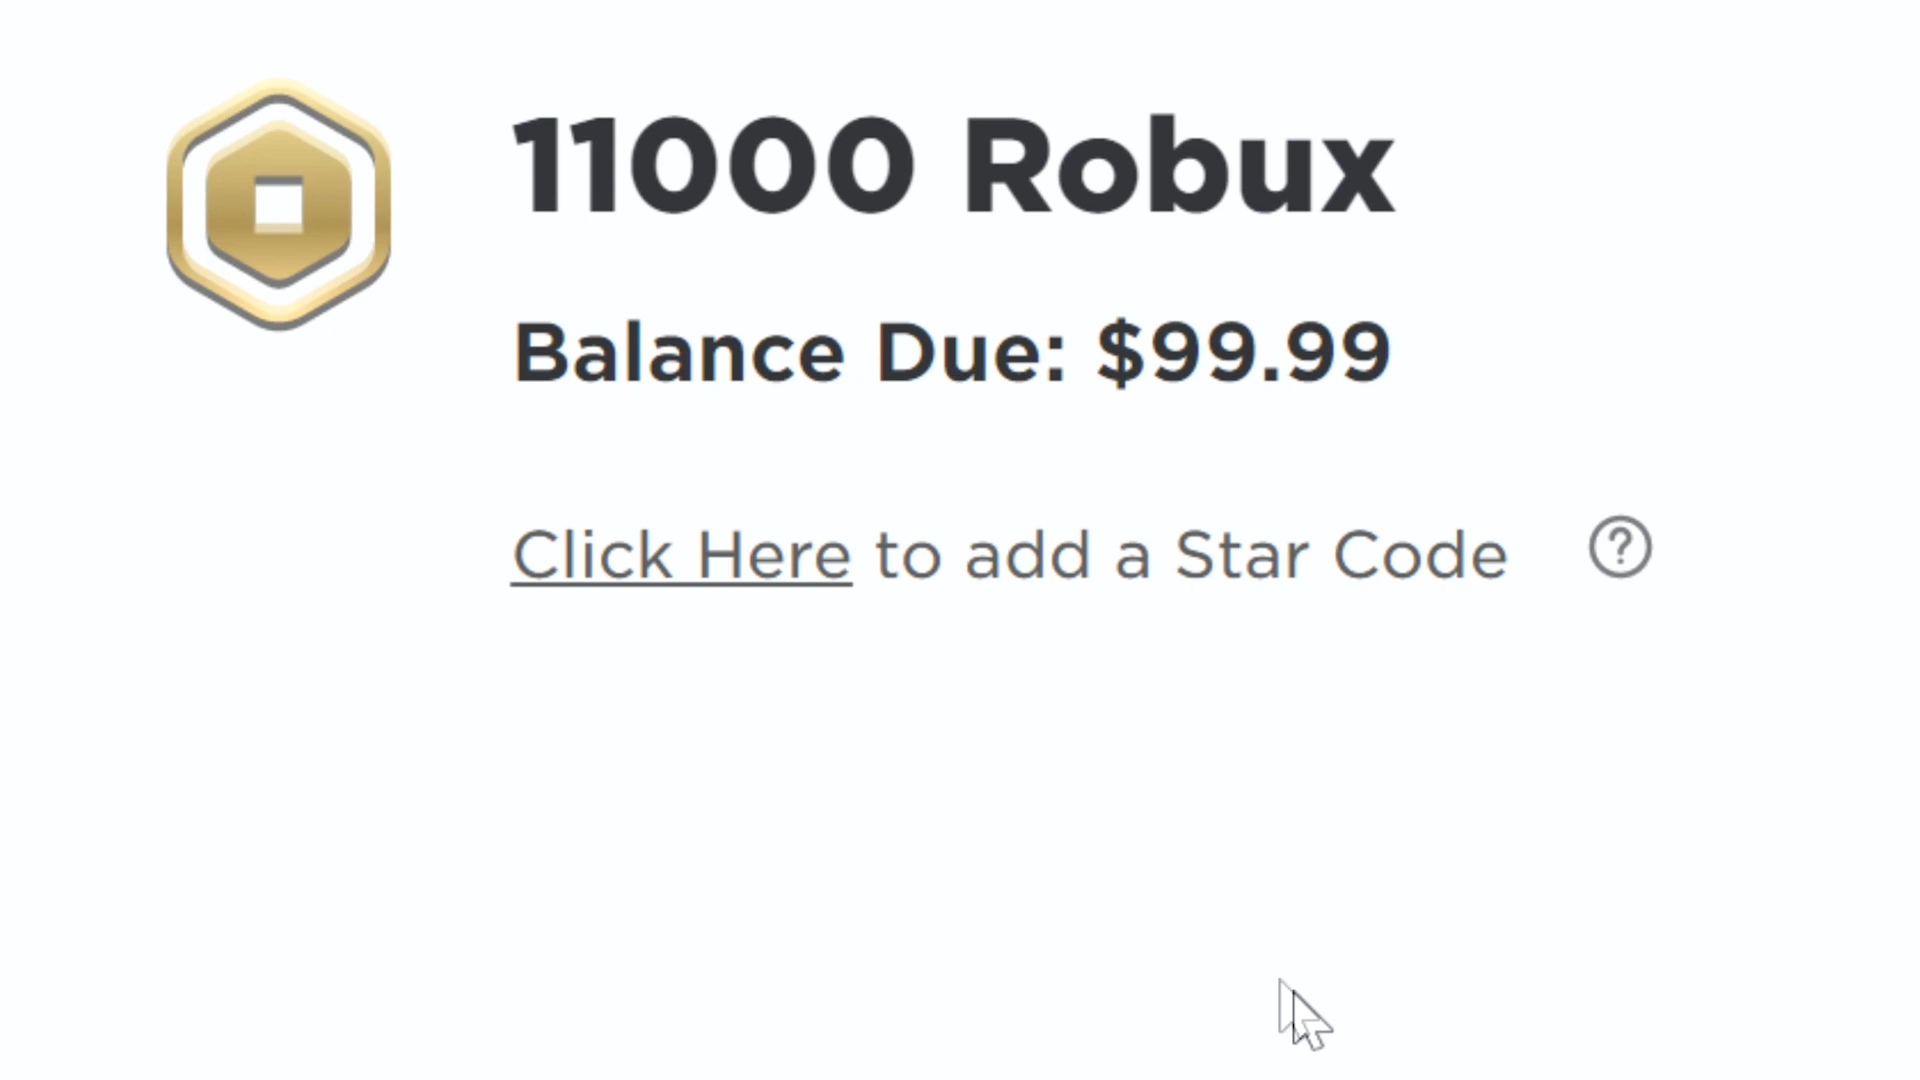 11000 Robux
Balance Due: $99.99
Click Here to add a Star Code ?